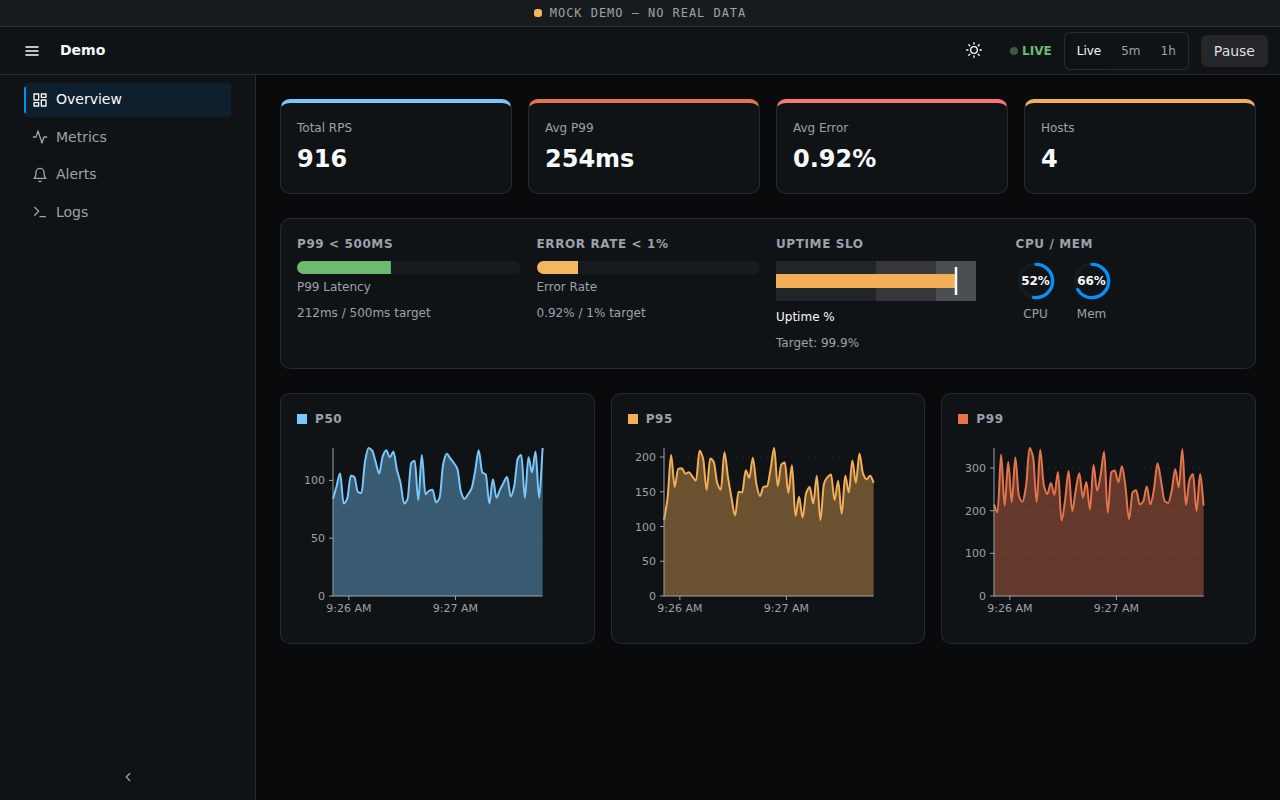 MOCK DEMO — NO REAL DATA
Demo
LIVE
Live 5m 1h
Pause
Overview
Metrics
Alerts
Logs
Total RPS
916
Avg P99
254ms
Avg Error
0.92%
Hosts
4
P99 < 500MS
P99 Latency
212ms / 500ms target
ERROR RATE < 1%
Error Rate
0.92% / 1% target
UPTIME SLO
Uptime %
Target: 99.9%
CPU / MEM
52%
CPU
66%
Mem
P50
100
50
0
9:26 AM 9:27 AM
P95
200
150
100
50
0
9:26 AM 9:27 AM
P99
300
200
100
0
9:26 AM 9:27 AM